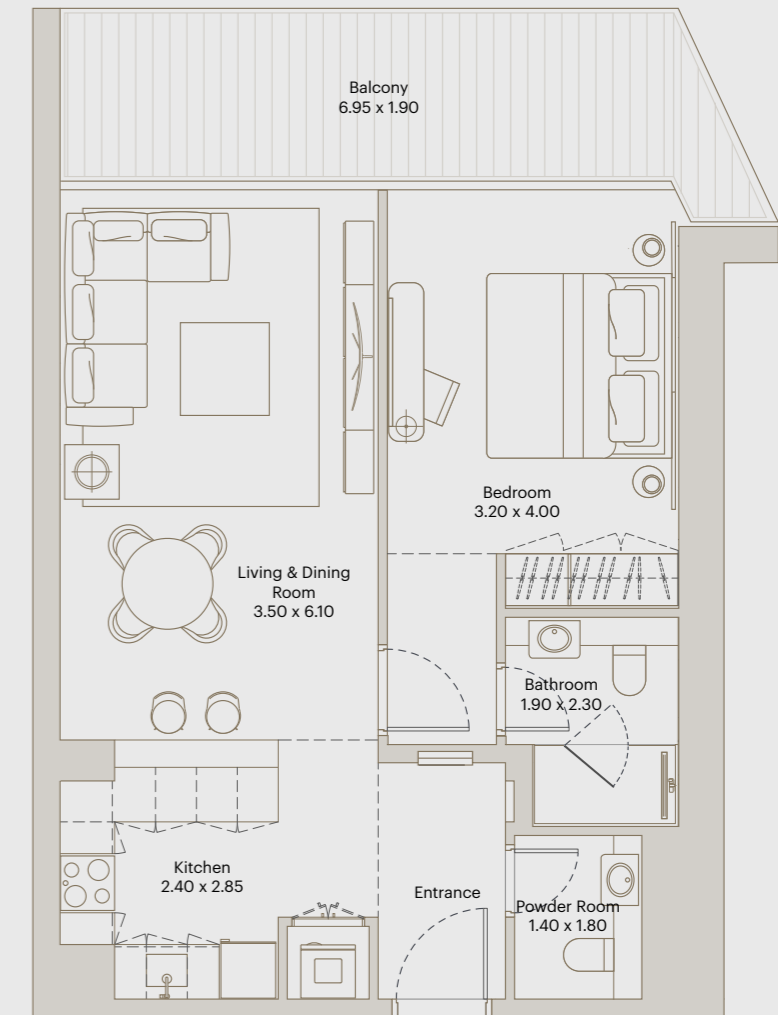 Balcony
6.95 x 1.90
Bedroom
3.20 x 4.00
Living & Dining
Room
3.50 x 6.10
Bathroom
1.90 x 2.30
Kitchen
2.40 x 2.85
Entrance
Powder Room
1.40 x 1.80